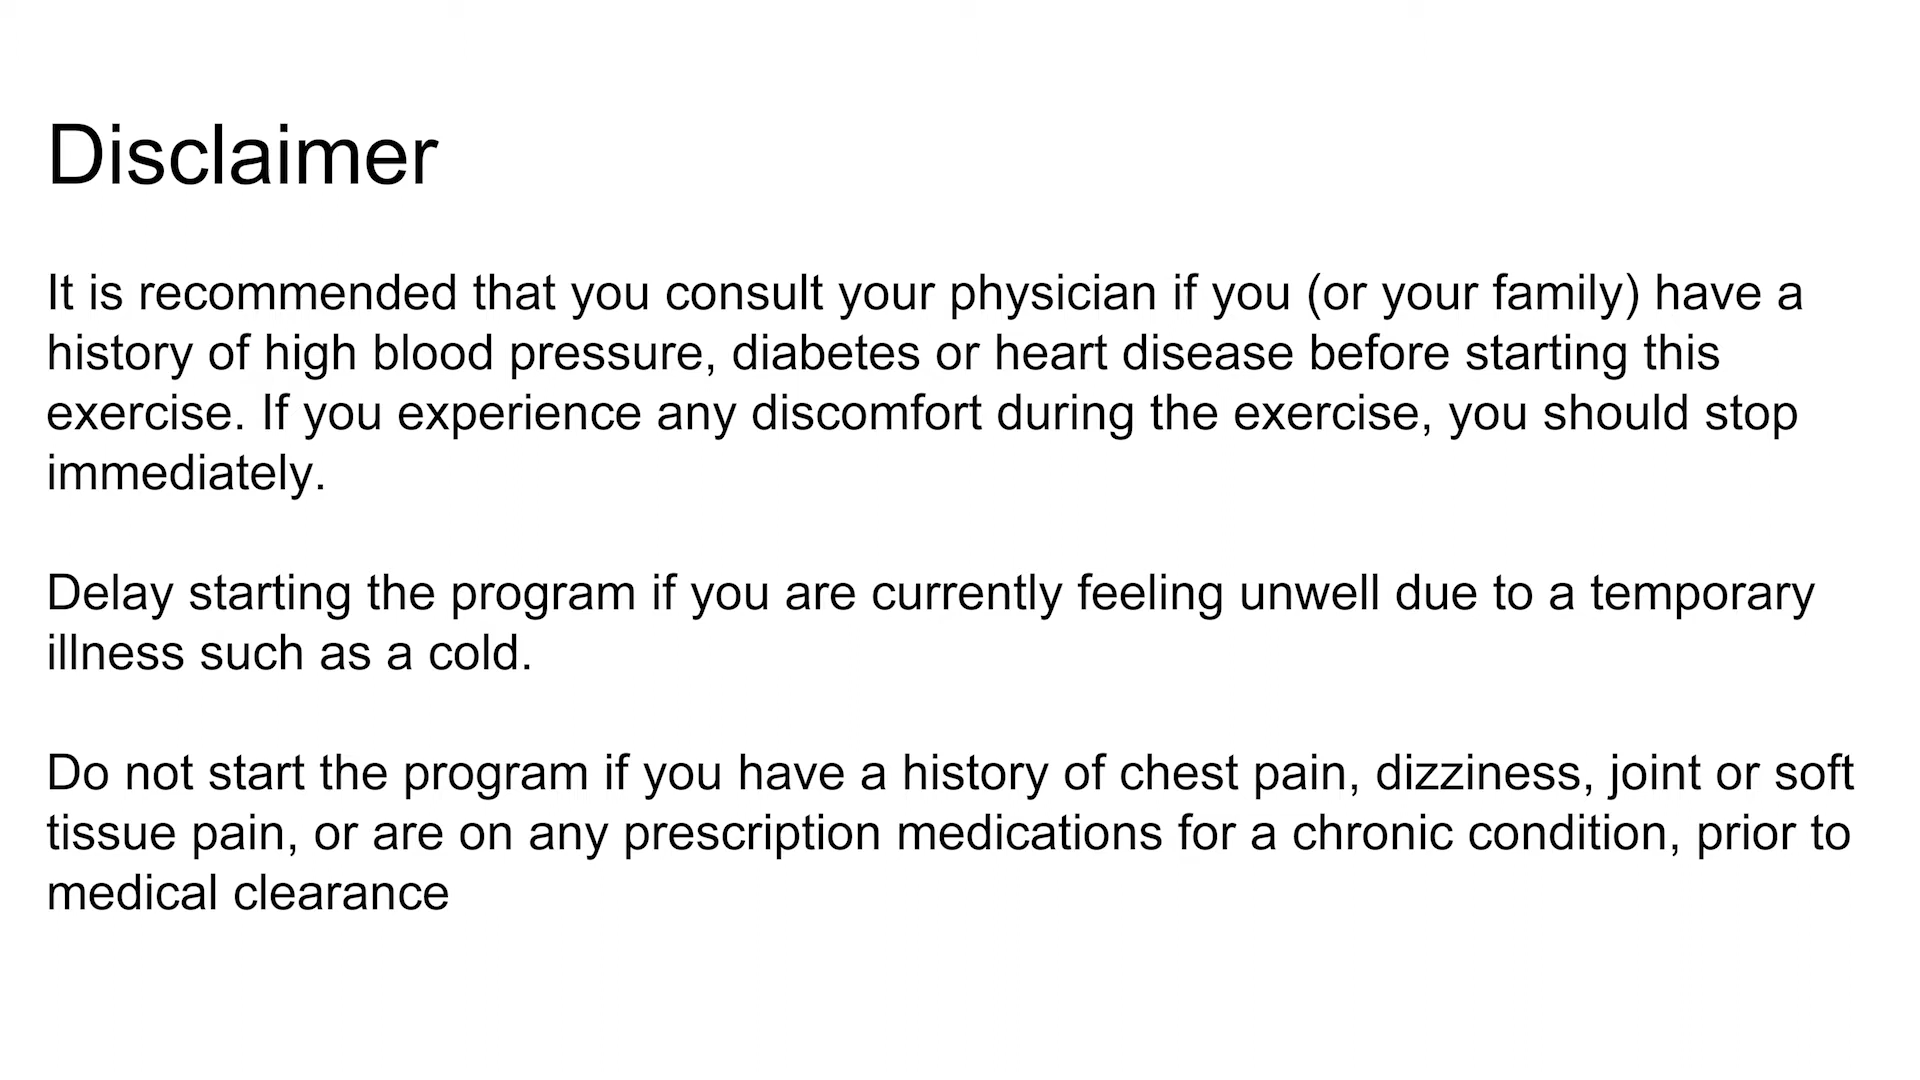 Disclaimer
It is recommended that you consult your physician if you (or your family) have a
history of high blood pressure, diabetes or heart disease before starting this
exercise. If you experience any discomfort during the exercise, you should stop
immediately.
Delay starting the program if you are currently feeling unwell due to a temporary
illness such as a cold.
Do not start the program if you have a history of chest pain, dizziness, joint or soft
tissue pain, or are on any prescription medications for a chronic condition, prior to
medical clearance